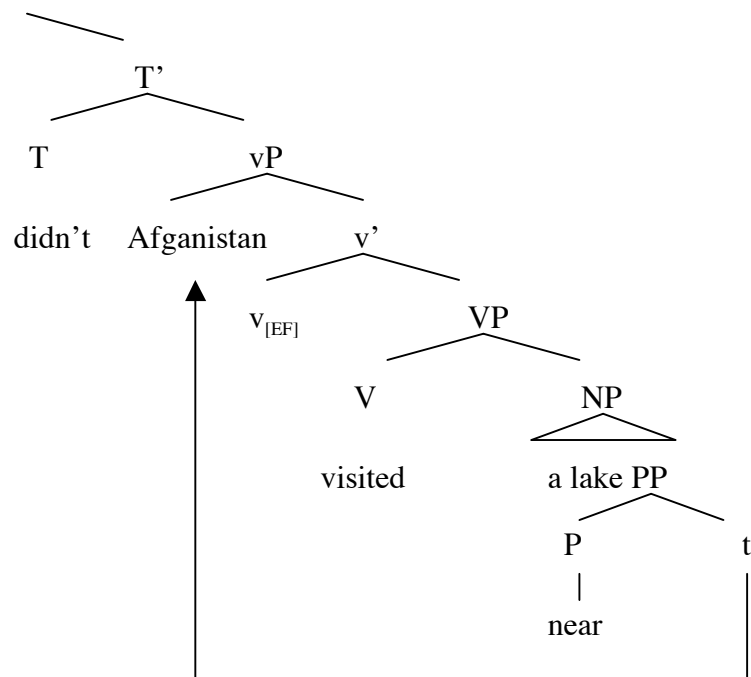 T’
T vP
didn’t Afganistan v’
v[EF] VP
V NP
visited a lake PP
P t
near